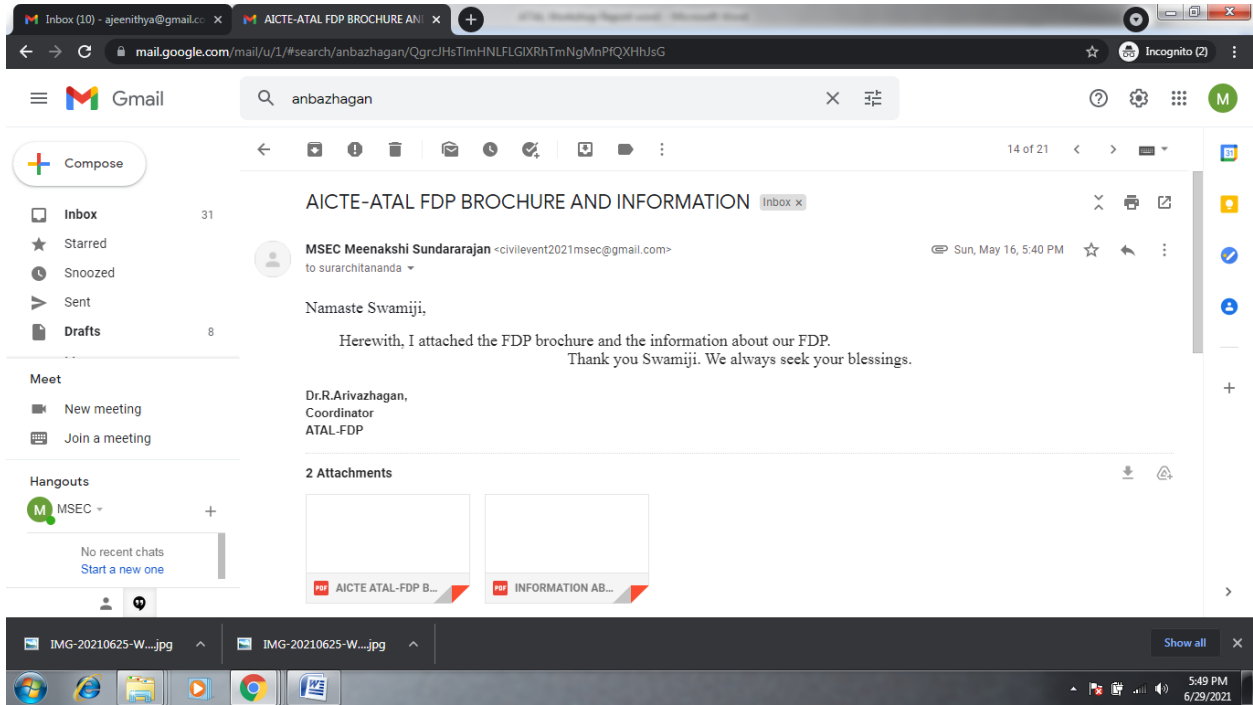 Inbox (10) - ajeenithya@gmail.co
AICTE-ATAL FDP BROCHURE AN
mail.google.com/mail/u/1/#search/anbazhagan/QgrcJHsTlmHNLFLGlXRhTmNgMnPfQXHhJsG
Incognito (2)
Gmail
anbazhagan
M
Compose
14 of 21
31
AICTE-ATAL FDP BROCHURE AND INFORMATION Inbox x
Inbox 31
Starred
Snoozed
Sent
Drafts 8
MSEC Meenakshi Sundararajan <civilevent2021msec@gmail.com>
Sun, May 16, 5:40 PM
to surarchitananda
Namaste Swamiji,
Herewith, I attached the FDP brochure and the information about our FDP.
Thank you Swamiji. We always seek your blessings.
Dr.R.Arivazhagan,
Coordinator
ATAL-FDP
Meet
New meeting
Join a meeting
Hangouts
M MSEC
No recent chats
Start a new one
2 Attachments
PDF AICTE ATAL-FDP B...
PDF INFORMATION AB...
IMG-20210625-W....jpg
IMG-20210625-W....jpg
Show all
5:49 PM
6/29/2021